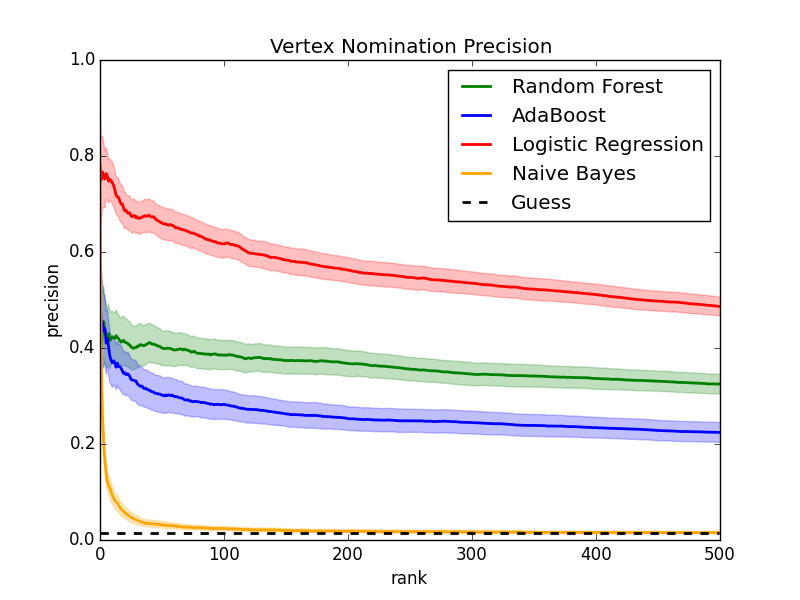 Vertex Nomination Precision
1.0
0.8
0.6
0.4
0.2
0.0
precision
Random Forest
AdaBoost
Logistic Regression
Naive Bayes
Guess
0 100 200 300 400 500
rank